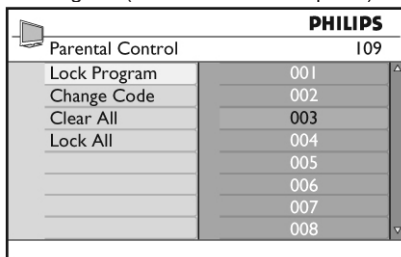 PHILIPS
Parental Control 109
Lock Program 001
Change Code 002
Clear All 003
Lock All 004
005
006
007
008